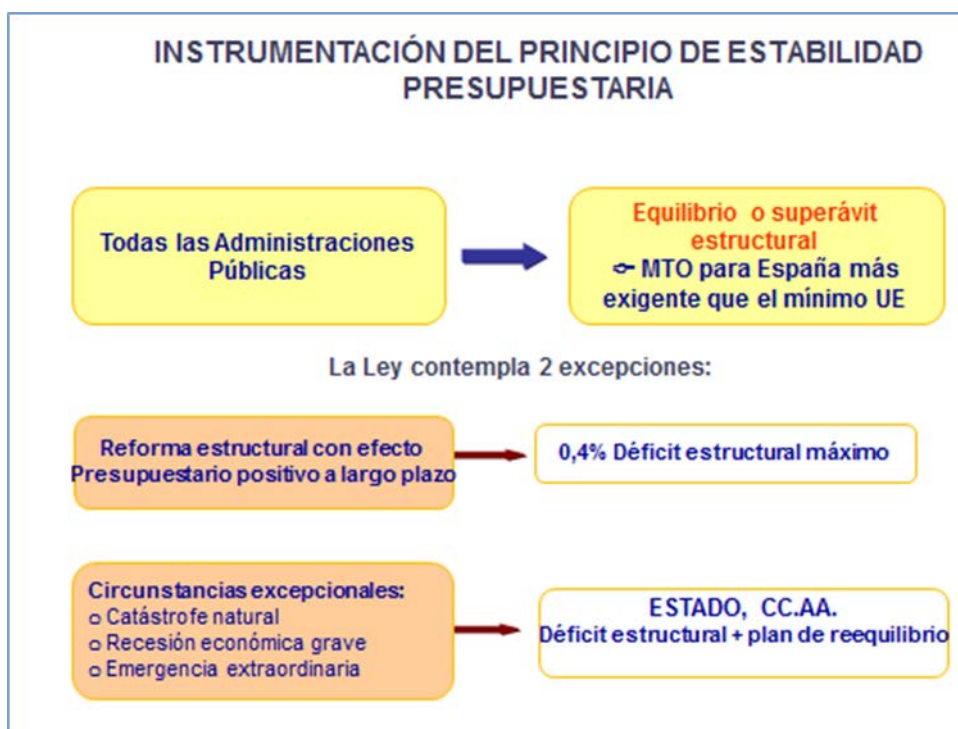 INSTRUMENTACIÓN DEL PRINCIPIO DE ESTABILIDAD
PRESUPUESTARIA
Todas las Administraciones
Públicas
Equilibrio o superávit
estructural
MTO para España más
exigente que el mínimo UE
La Ley contempla 2 excepciones:
Reforma estructural con efecto
Presupuestario positivo a largo plazo
0,4% Déficit estructural máximo
Circunstancias excepcionales:
Catástrofe natural
Recesión económica grave
Emergencia extraordinaria
ESTADO, CC.AA.
Déficit estructural + plan de reequilibrio